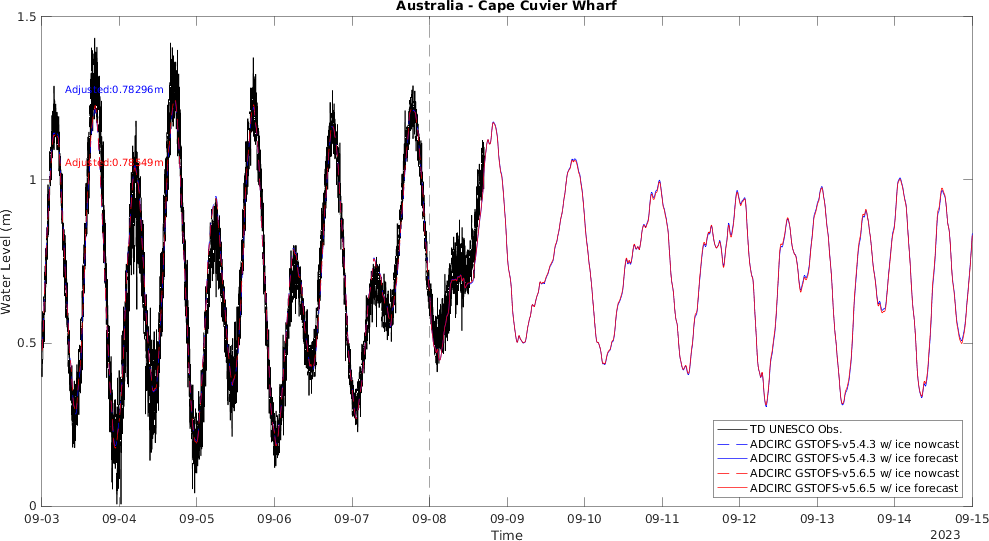 Australia - Cape Cuvier Wharf
Water Level (m)
1.5
1
0.5
0
Adjusted:0.78296m
Adjusted:0.78549m
TD UNESCO Obs.
ADCIRC GSTOFS-v5.4.3 w/ ice nowcast
ADCIRC GSTOFS-v5.4.3 w/ ice forecast
ADCIRC GSTOFS-v5.6.5 w/ ice nowcast
ADCIRC GSTOFS-v5.6.5 w/ ice forecast
09-03 09-04 09-05 09-06 09-07 09-08 09-09 09-10 09-11 09-12 09-13 09-14 09-15
Time
2023